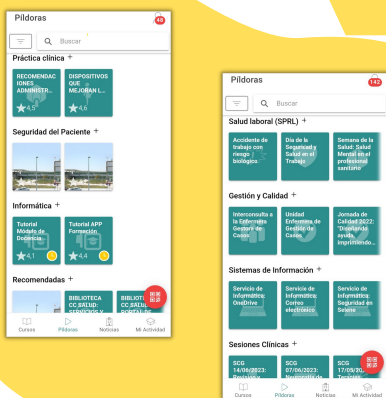 Píldoras
48
Buscar
Práctica clínica +
RECOMENDAC
IONES
ADMINISTR...
4,5
DISPOSITIVOS
QUE
MEJORAN L...
4,6
Seguridad del Paciente +
Informática +
Tutorial
Módulo de
Docencia
4,1
Tutorial APP
Formación
4,4
Recomendadas +
BIBLIOTECA
CC SALUD:
BIBLIOT
CC SALU
Cursos
Píldoras
Noticias
Mi Actividad
Píldoras
142
Buscar
Salud laboral (SPRL) +
Accidente de
trabajo con
riesgo
biológico
Día de la
Seguridad y
Salud en el
Trabajo
Semana de la
Salud: Salud
Mental en el
profesional
sanitario
Gestión y Calidad +
Interconsulta a
la Enfermera
Gestora de
Casos
Unidad
Enfermera de
Gestión de
Casos
Jornada de
Calidad 2022:
"Diseñando
ayuda,
imprimiendo...
Sistemas de Información +
Servicio de
Informática:
OneDrive
Servicio de
Informática:
Correo
electrónico
Servicio de
Informática:
Seguridad en
Selene
Sesiones Clínicas +
SCG
14/06/2023:
SCG
07/06/2023:
SCG
17/05/20
Cursos
Píldoras
Noticias
Mi Actividad